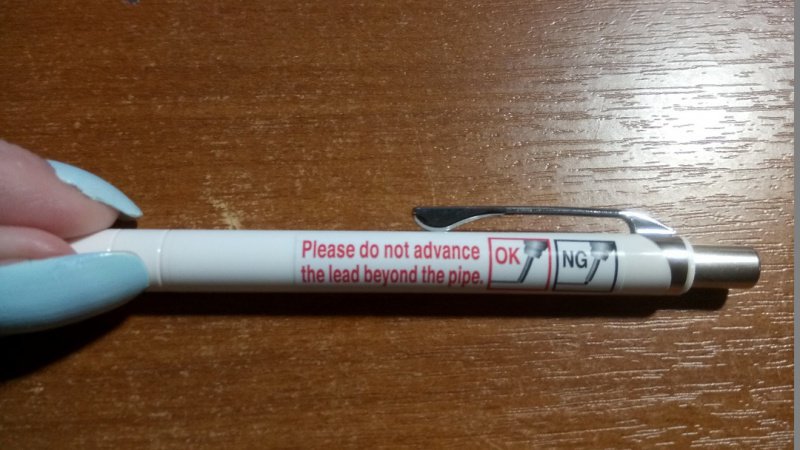 Please do not advance
the lead beyond the pipe.
OK
NG